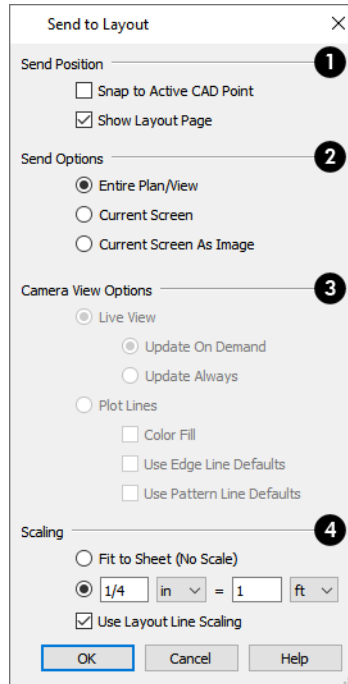 Send to Layout
Send Position 1
Snap to Active CAD Point
Show Layout Page
Send Options 2
Entire Plan/View
Current Screen
Current Screen As Image
Camera View Options 3
Live View
Update On Demand
Update Always
Plot Lines
Color Fill
Use Edge Line Defaults
Use Pattern Line Defaults
Scaling 4
Fit to Sheet (No Scale)
1/4 in = 1 ft
Use Layout Line Scaling
OK Cancel Help